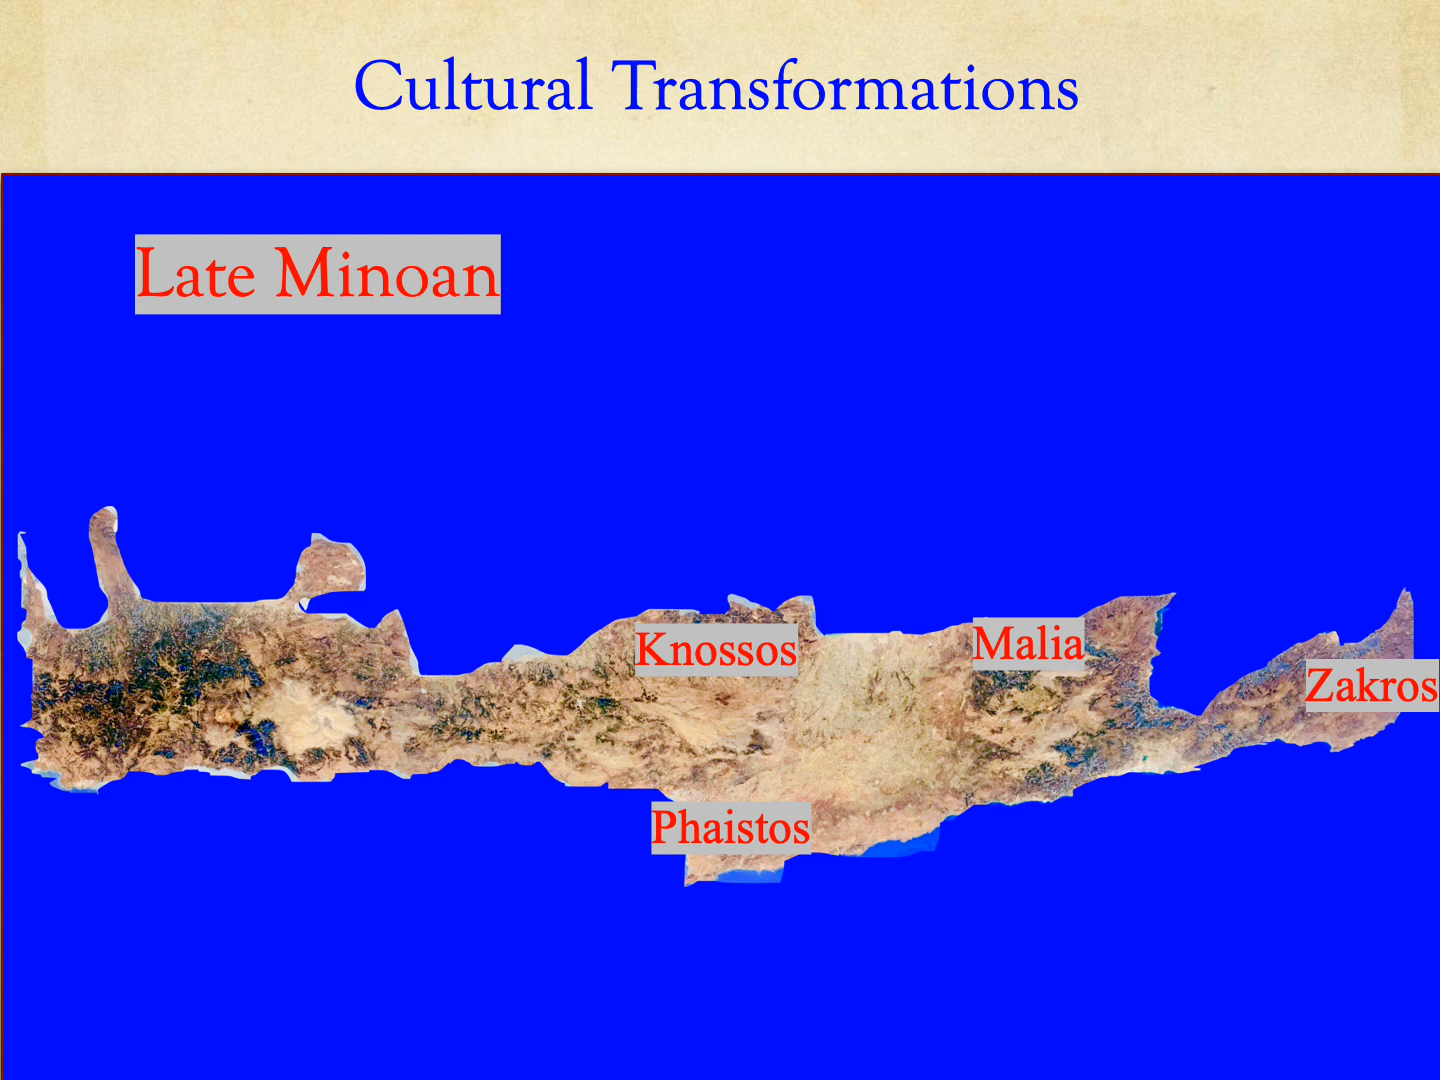 Cultural Transformations
Late Minoan
Knossos
Malia
Zakros
Phaistos